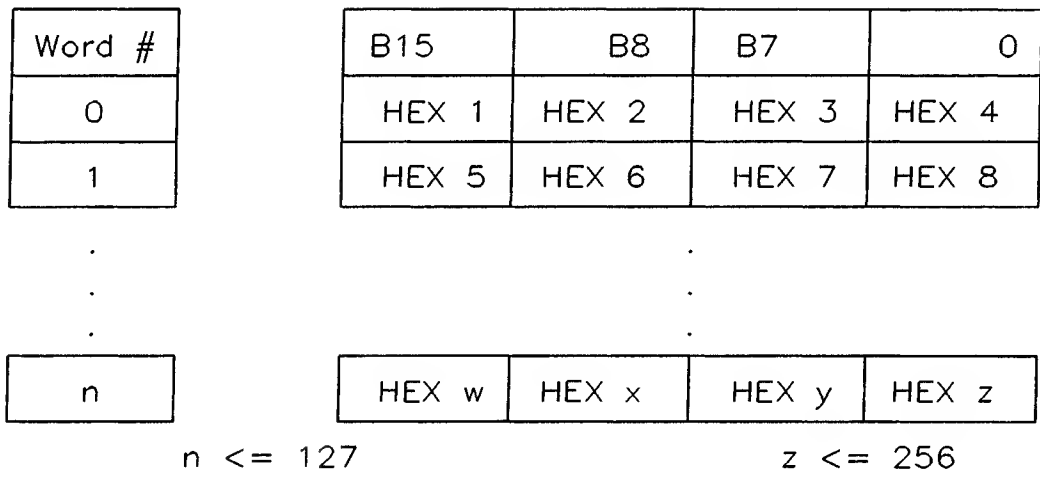 Word # B15 B8 B7 0
0 HEX 1 HEX 2 HEX 3 HEX 4
1 HEX 5 HEX 6 HEX 7 HEX 8
n HEX w HEX x HEX y HEX z
n <= 127 z <= 256